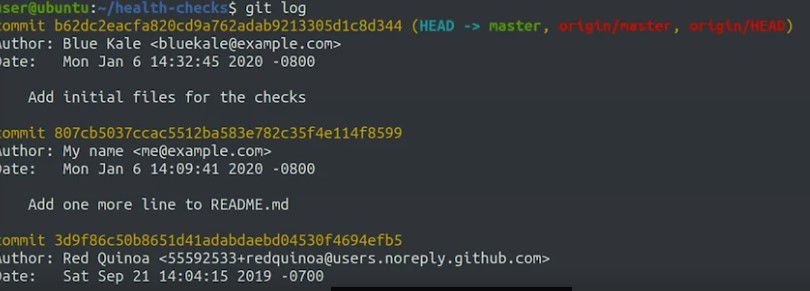 user@ubuntu:~/health-checks$ git log
commit b62dc2eacfa820cd9a762adab9213305d1c8d344 (HEAD -> master, origin/master, origin/HEAD)
Author: Blue Kale <bluekale@example.com>
Date:   Mon Jan 6 14:32:45 2020 -0800
Add initial files for the checks
commit 807cb5037ccac5512ba583e782c35f4e114f8599
Author: My name <me@example.com>
Date:   Mon Jan 6 14:09:41 2020 -0800
Add one more line to README.md
commit 3d9f86c50b8651d41adabdaebd04530f4694efb5
Author: Red Quinoa <55592533+redquinoa@users.noreply.github.com>
Date:   Sat Sep 21 14:04:15 2019 -0700